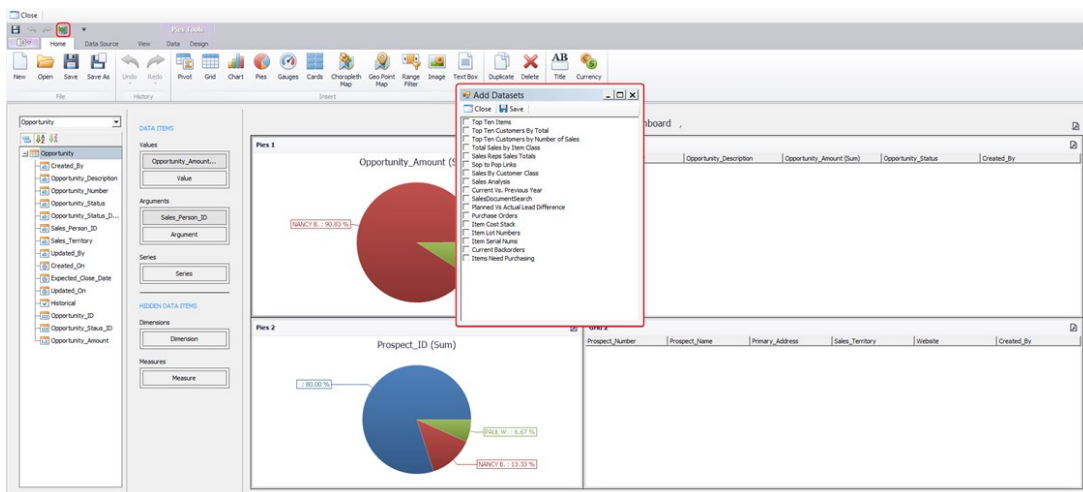 Close
Pies Tools
Home Data Source View Data Design
New Open Save Save As Undo Redo Pivot Grid Chart Pies Gauges Cards Choropleth Map Geo Point Map Range Filter Image Text Box Duplicate Delete Title Currency
File History Insert
Add Datasets
Close Save
Top Ten Items
Top Ten Customers By Total
Top Ten Customers by Number of Sales
Total Sales by Item Class
Sales Reps Sales Totals
Sop to Pop Links
Sales By Customer Class
Sales Analysis
Current Vs. Previous Year
SalesDocumentSearch
Planned Vs Actual Lead Difference
Purchase Orders
Item Cost Stack
Item Lot Numbers
Item Serial Nums
Current Backorders
Items Need Purchasing
Opportunity
Opportunity
Created_By
Opportunity_Description
Opportunity_Number
Opportunity_Status
Opportunity_Status_D...
Sales_Person_ID
Sales_Territory
Updated_By
Created_On
Expected_Close_Date
Updated_On
Historical
Opportunity_ID
Opportunity_Staus_ID
Opportunity_Amount
DATA ITEMS
Values
Opportunity_Amount...
Value
Arguments
Sales_Person_ID
Argument
Series
Series
HIDDEN DATA ITEMS
Dimensions
Dimension
Measures
Measure
Pies 1
Opportunity_Amount (S
NANCY B. : 90.83 %
Opportunity_Description Opportunity_Amount (Sum) Opportunity_Status Created_By
Pies 2
Prospect_ID (Sum)
: 80.00 %
PAUL W. : 6.67 %
NANCY B. : 13.33 %
Grid 2
Prospect_Number Prospect_Name Primary_Address Sales_Territory Website Created_By